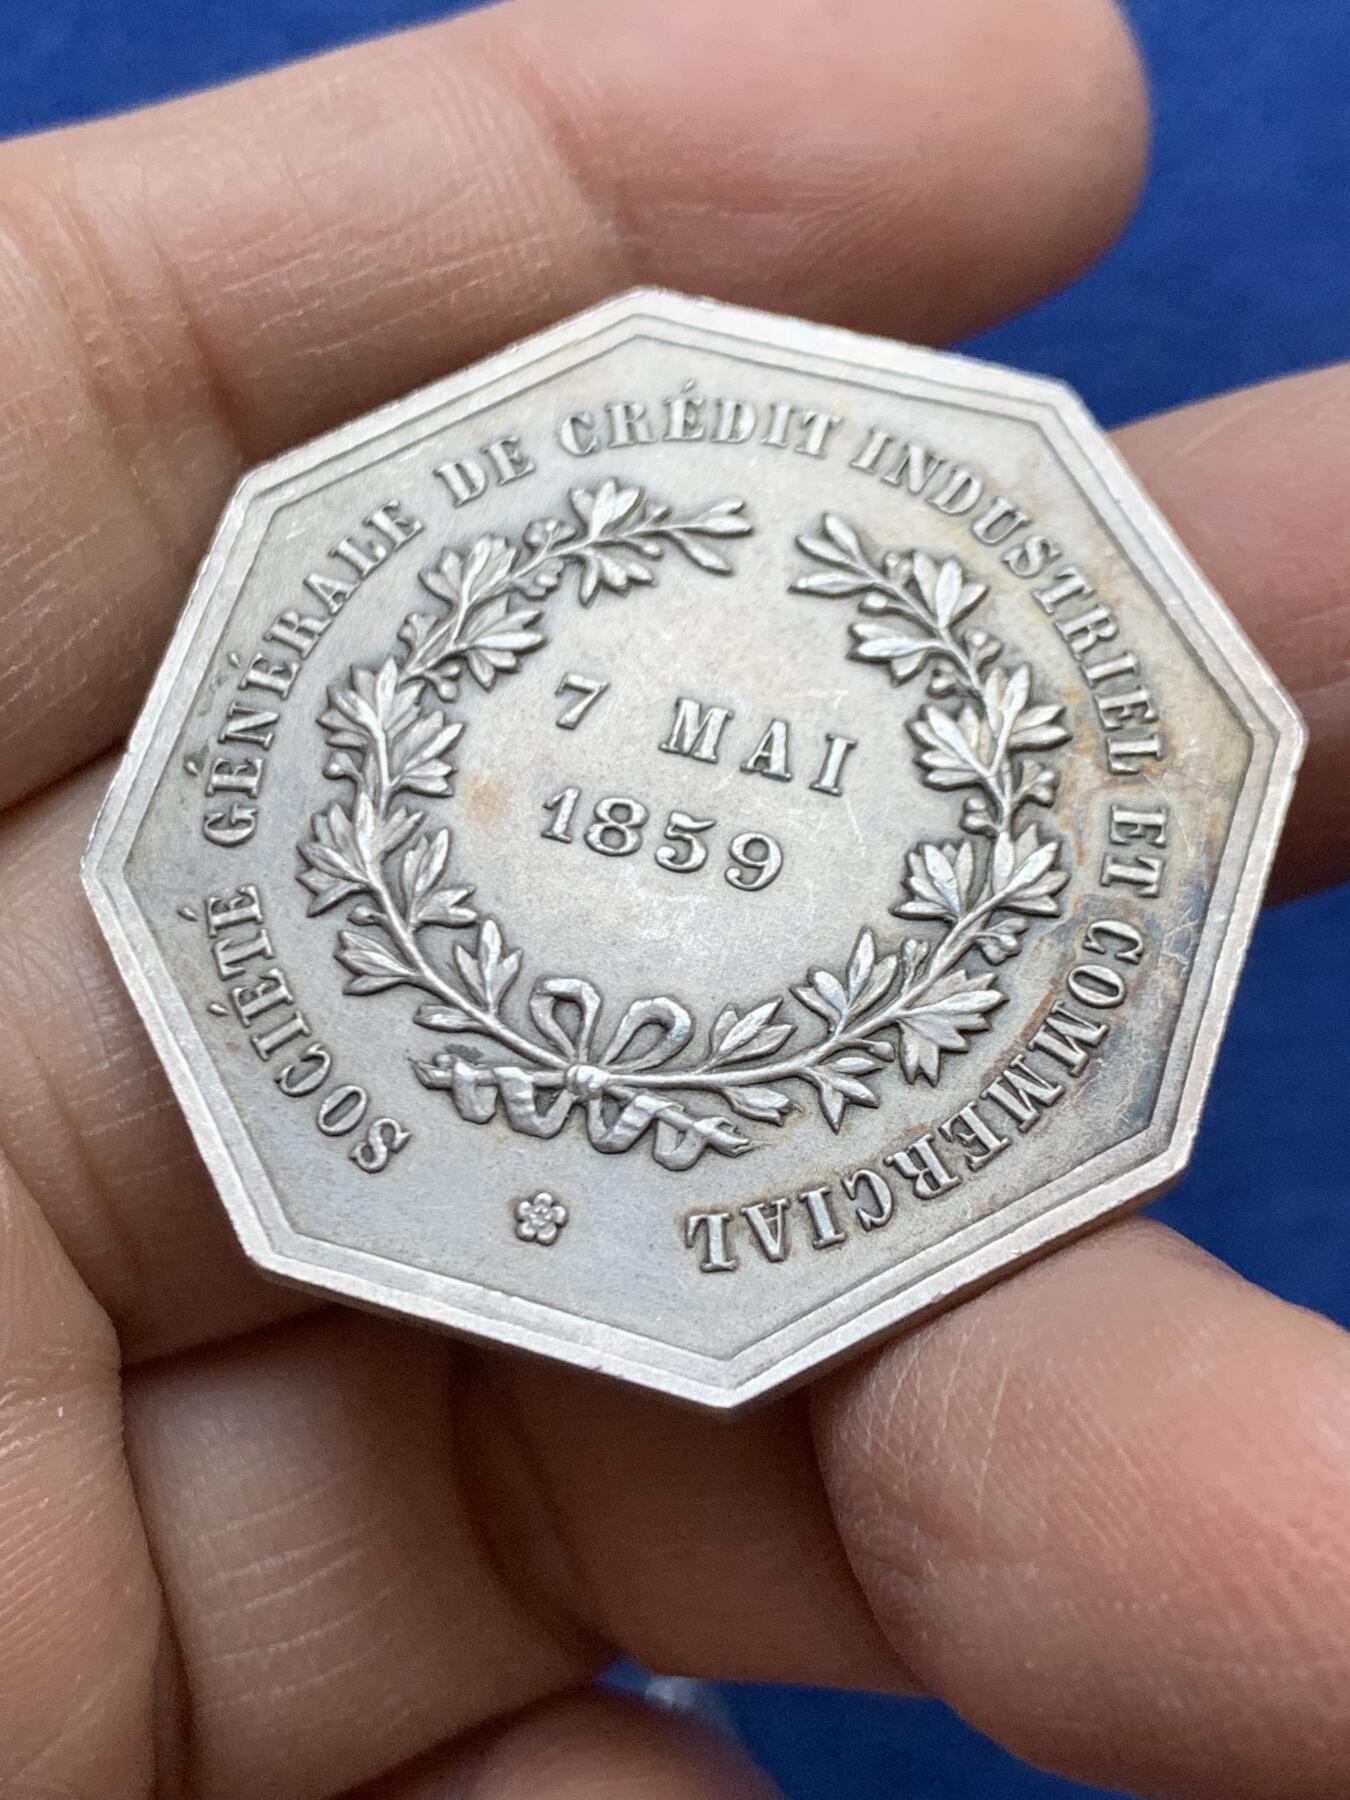 SOCIÉTÉ GÉNÉRALE DE CRÉDIT INDUSTRIEL ET COMMERCIAL
7 MAI
1859